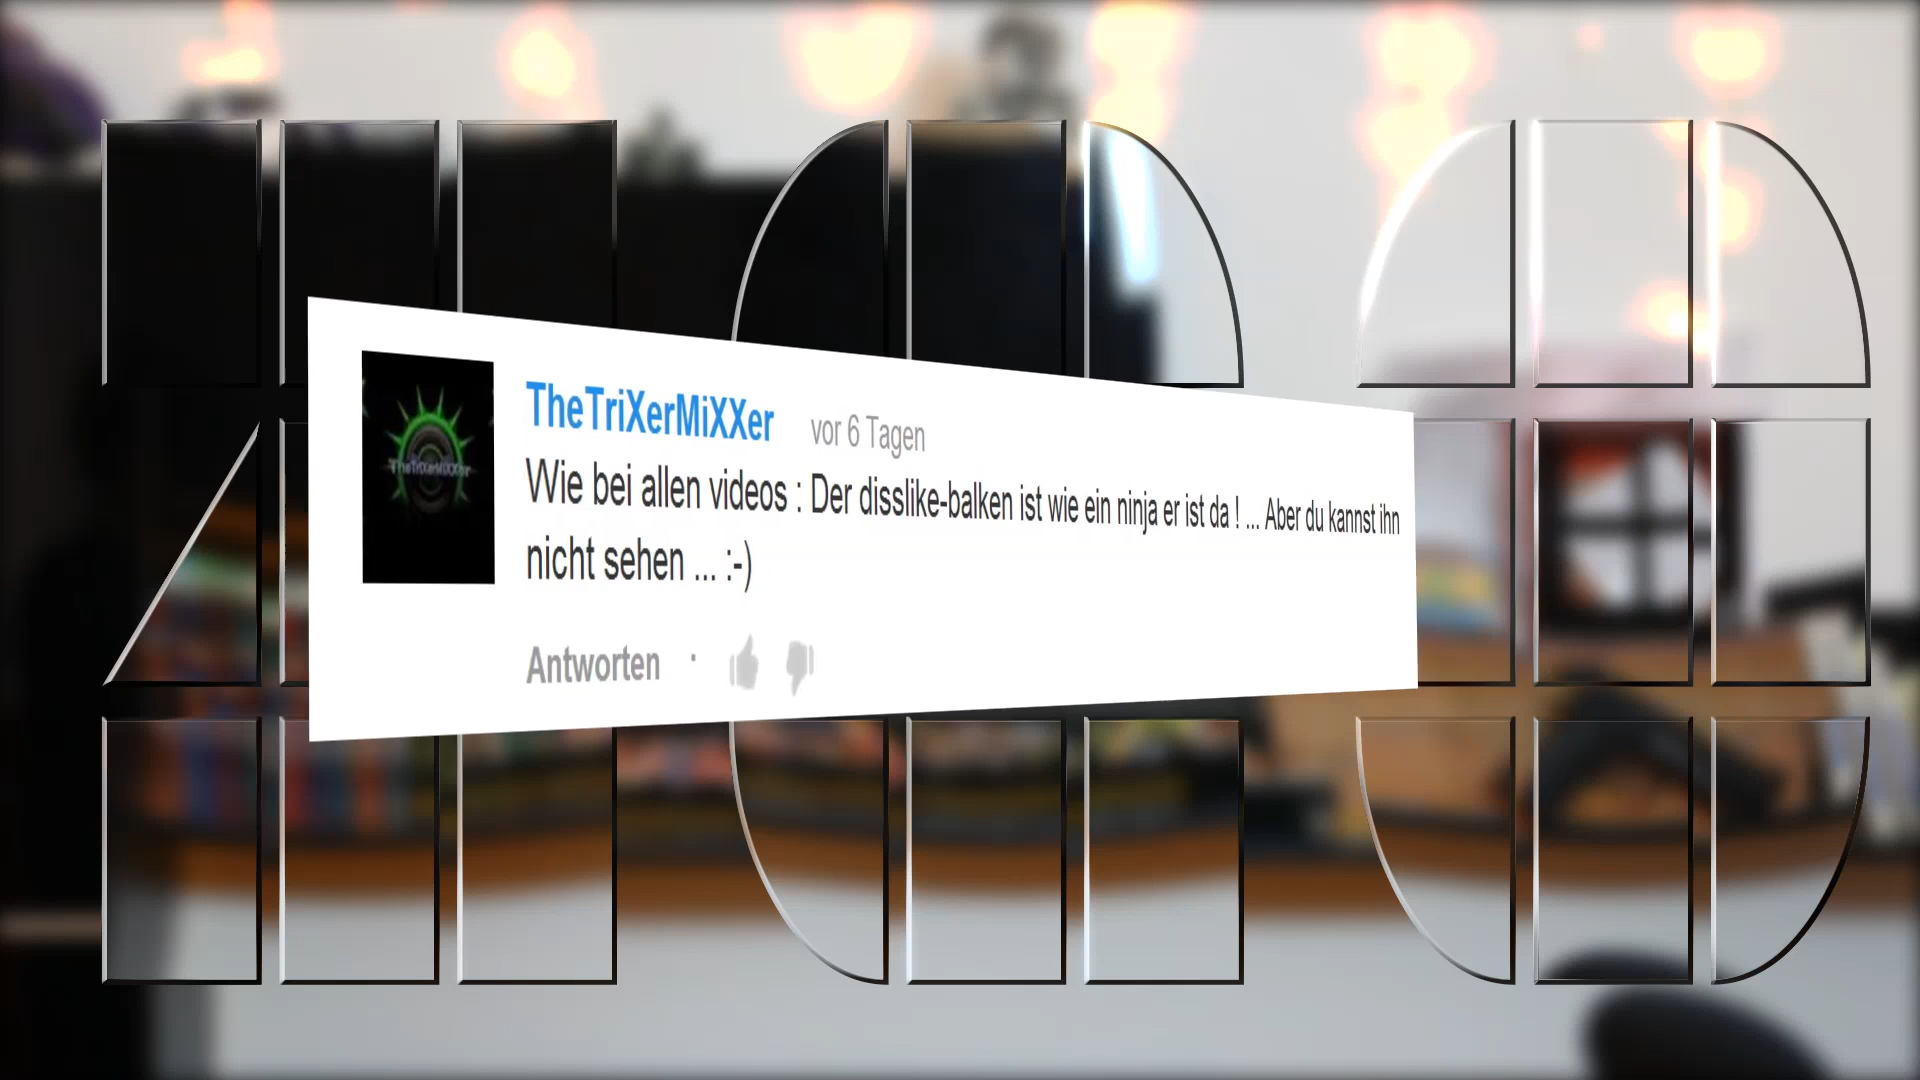 TheTriXerMiXXer vor 6 Tagen
Wie bei allen videos : Der disslike-balken ist wie ein ninja er ist da ! ... Aber du kannst ihn
nicht sehen ... :-)
Antworten ·
TheTriXerMiXXer